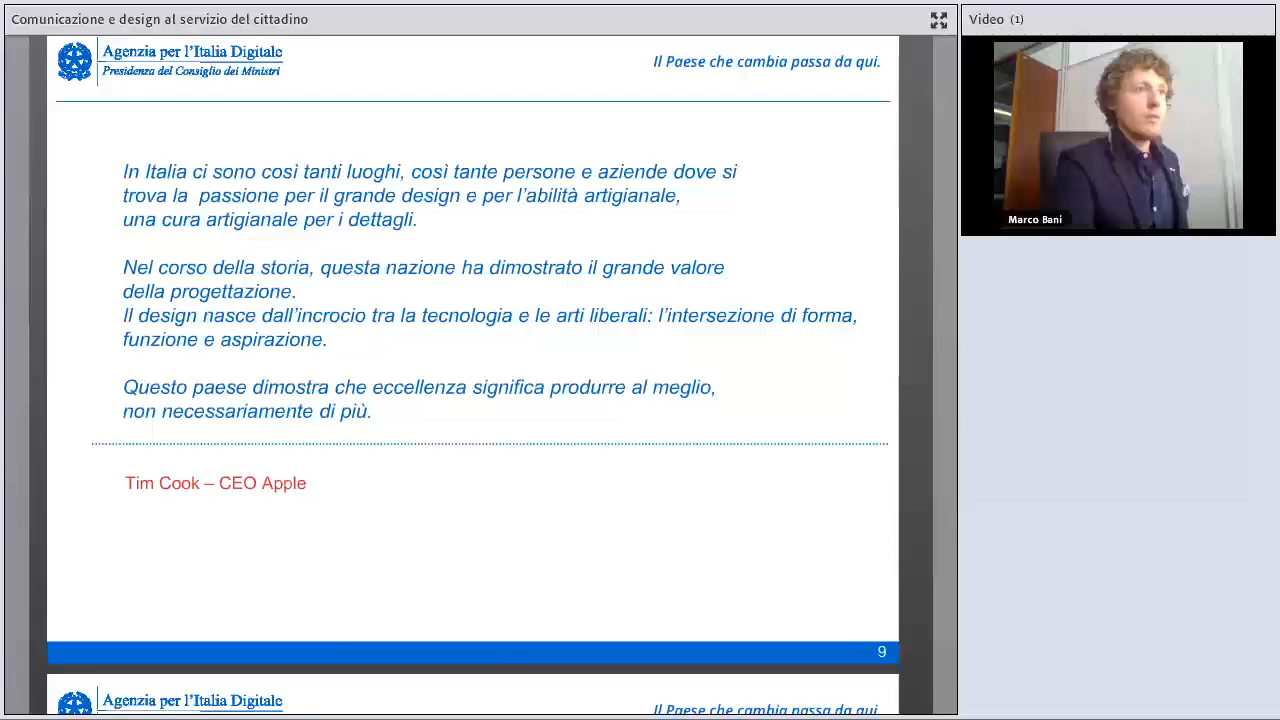 Comunicazione e design al servizio del cittadino
Video (1)
Agenzia per l'Italia Digitale
Presidenza del Consiglio dei Ministri
Il Paese che cambia passa da qui.
Marco Bani
In Italia ci sono così tanti luoghi, così tante persone e aziende dove si
trova la passione per il grande design e per l'abilità artigianale,
una cura artigianale per i dettagli.
Nel corso della storia, questa nazione ha dimostrato il grande valore
della progettazione.
Il design nasce dall'incrocio tra la tecnologia e le arti liberali: l'intersezione di forma,
funzione e aspirazione.
Questo paese dimostra che eccellenza significa produrre al meglio,
non necessariamente di più.
Tim Cook – CEO Apple
9
Agenzia per l'Italia Digitale
Il Paese che cambia passa da qui.